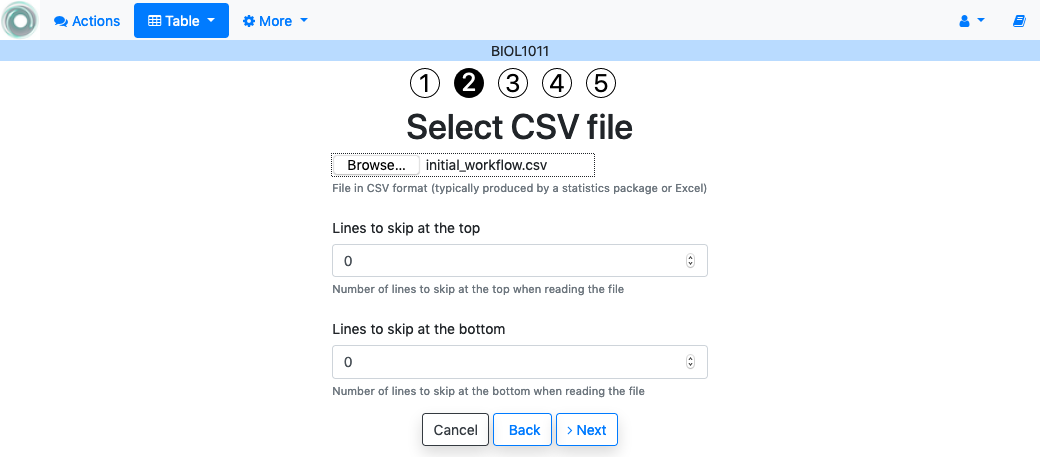 Actions Table More
BIOL1011
1 2 3 4 5
Select CSV file
Browse... initial_workflow.csv
File in CSV format (typically produced by a statistics package or Excel)
Lines to skip at the top
0
Number of lines to skip at the top when reading the file
Lines to skip at the bottom
0
Number of lines to skip at the bottom when reading the file
Cancel Back Next